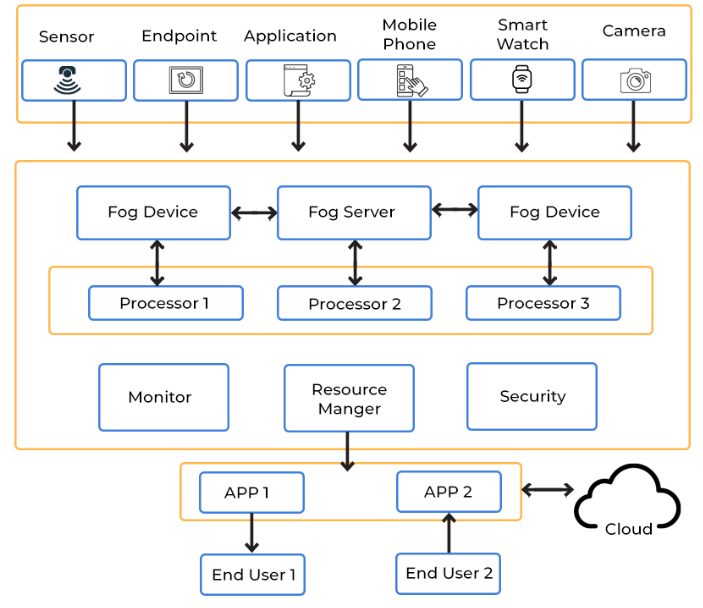 Sensor
Endpoint
Application
Mobile
Phone
Smart
Watch
Camera
Fog Device
Fog Server
Fog Device
Processor 1
Processor 2
Processor 3
Monitor
Resource
Manger
Security
APP 1
APP 2
Cloud
End User 1
End User 2